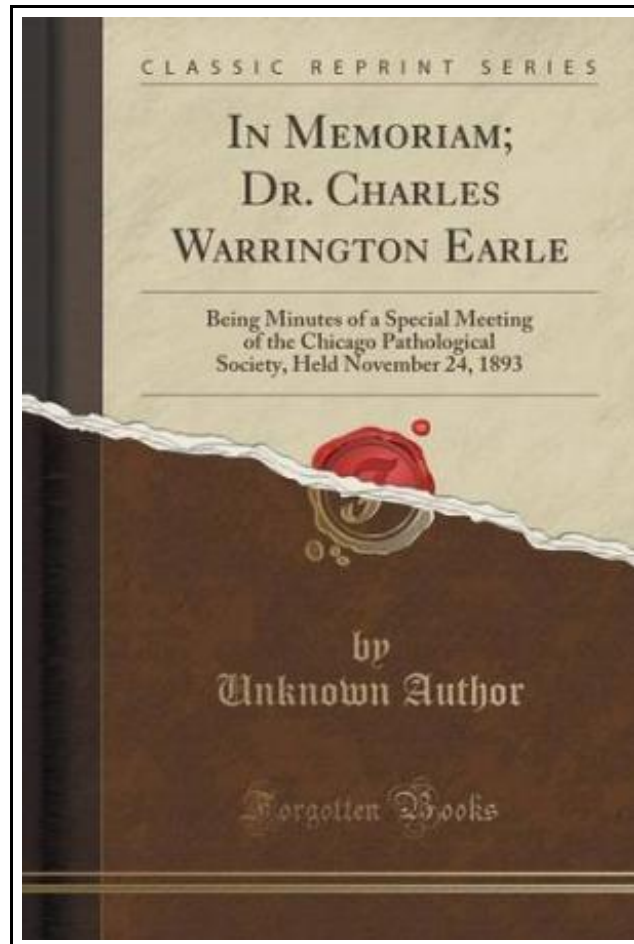 CLASSIC REPRINT SERIES
IN MEMORIAM;
DR. CHARLES
WARRINGTON EARLE
Being Minutes of a Special Meeting
of the Chicago Pathological
Society, Held November 24, 1893
by
Unknown Author
Forgotten Books